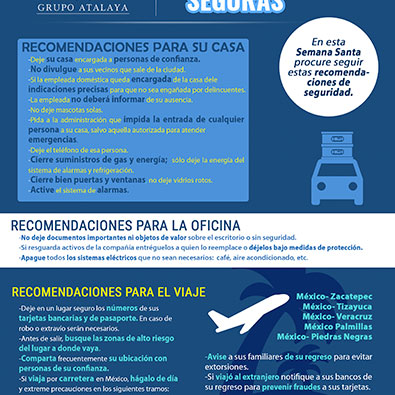 GRUPO ATALAYA
SEGURAS
RECOMENDACIONES PARA SU CASA
-Deje su casa encargada a personas de confianza.
-No divulgue a sus vecinos que sale de la ciudad.
-Si la empleada doméstica queda encargada de la casa dele
indicaciones precisas para que no sea engañada por delincuentes.
-La empleada no deberá informar de su ausencia.
-No deje mascotas solas.
-Pida a la administración que impida la entrada de cualquier
persona a su casa, salvo aquella autorizada para atender
emergencias.
-Deje el teléfono de esa persona.
-Cierre suministros de gas y energía; sólo deje la energía del
sistema de alarmas y refrigeración.
-Cierre bien puertas y ventanas, no deje vidrios rotos.
-Active el sistema de alarmas.
En esta
Semana Santa
procure seguir
estas recomenda-
ciones de
seguridad.
RECOMENDACIONES PARA LA OFICINA
-No deje documentos importantes ni objetos de valor sobre el escritorio o sin seguridad.
-Si resguarda activos de la compañía entréguelos a quien lo reemplace o déjelos bajo medidas de protección.
-Apague todos los sistemas eléctricos que no sean necesarios: café, aire acondicionado, etc.
RECOMENDACIONES PARA EL VIAJE
-Deje en un lugar seguro los números de sus
tarjetas bancarias y de pasaporte. En caso de
robo o extravío serán necesarios.
-Antes de salir, busque las zonas de alto riesgo
del lugar a donde vaya.
-Comparta frecuentemente su ubicación con
personas de su confianza.
-Si viaja por carretera en México, hágalo de día
y extreme precauciones en los siguientes tramos:
México- Zacatepec
México- Tizayuca
México- Veracruz
México Palmillas
México- Piedras Negras
-Avise a sus familiares de su regreso para evitar
extorsiones.
-Si viajó al extranjero notifique a sus bancos de
su regreso para prevenir fraudes a sus tarjetas.